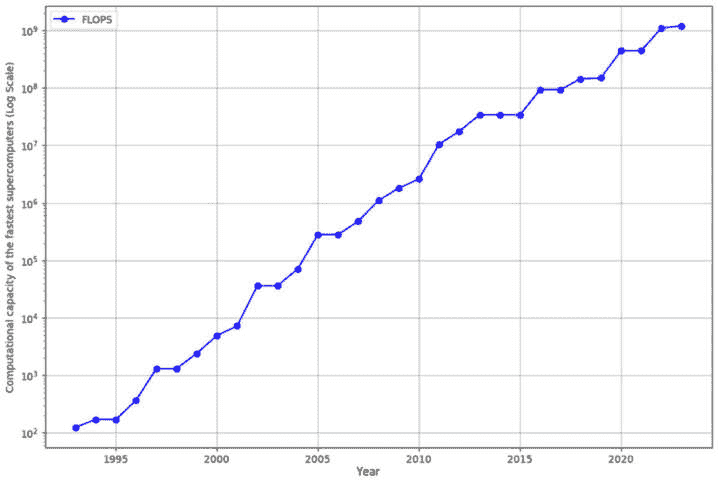 FLOPS
Computational capacity of the fastest supercomputers (Log Scale)
10⁹
10⁸
10⁷
10⁶
10⁵
10⁴
10³
10²
1995 2000 2005 2010 2015 2020
Year